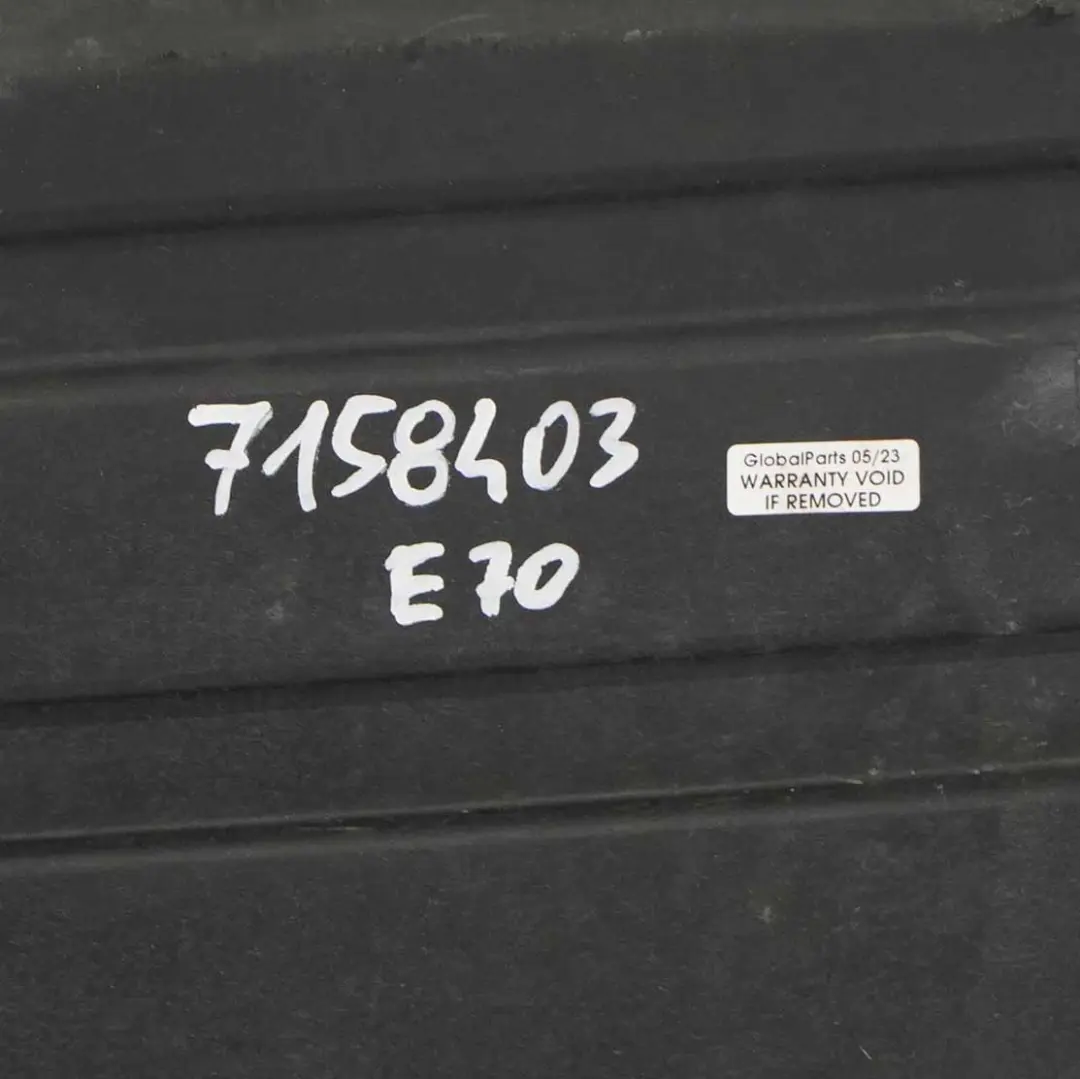 7158403
E70
GlobalParts 05/23
WARRANTY VOID
IF REMOVED